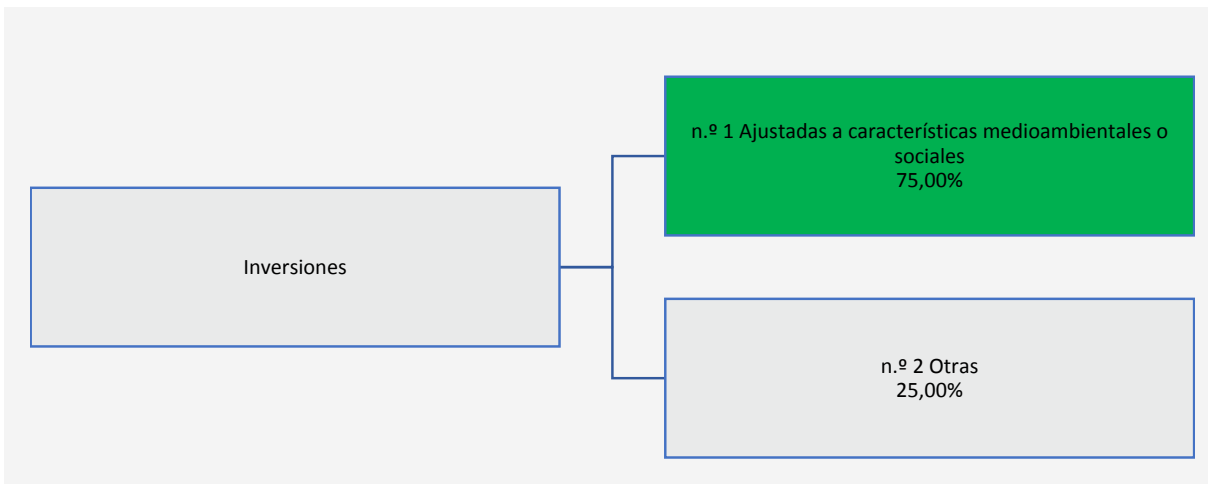 n.º 1 Ajustadas a características medioambientales o
sociales
75,00%
Inversiones
n.º 2 Otras
25,00%